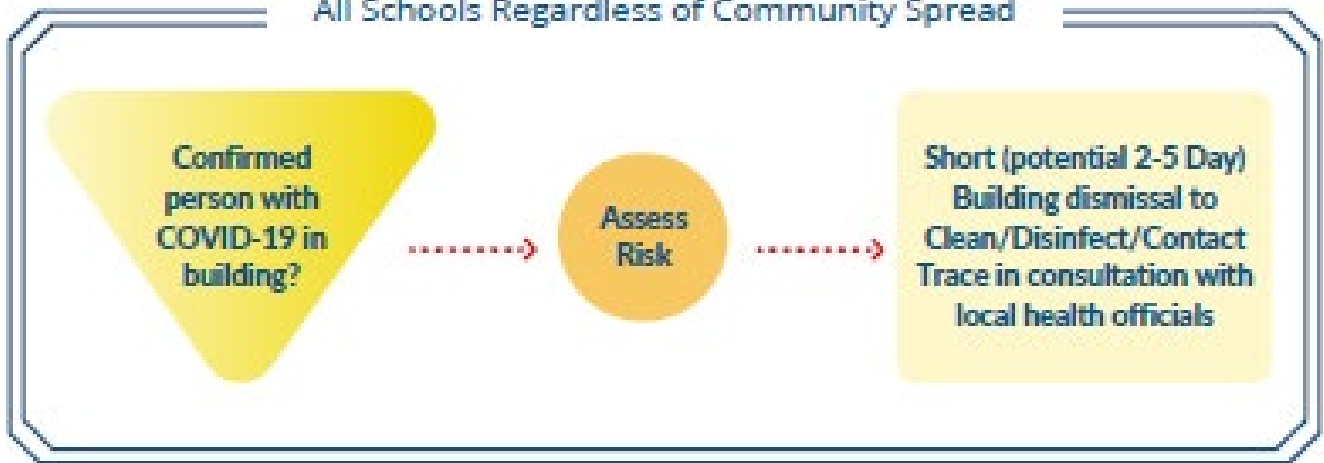 All Schools Regardless of Community Spread
Confirmed
person with
COVID-19 in
building?
Assess
Risk
Short (potential 2-5 Day)
Building dismissal to
Clean/Disinfect/Contact
Trace in consultation with
local health officials